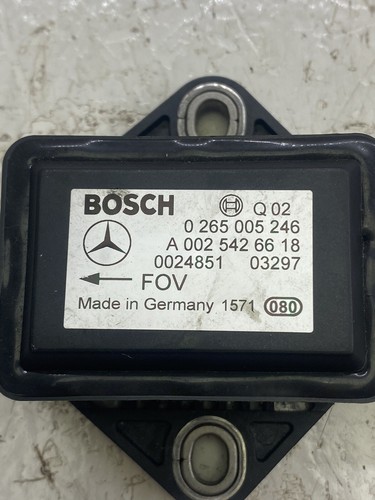 BOSCH Q 02
0 265 005 246
A 002 542 66 18
0024851 03297
FOV
Made in Germany 1571 080